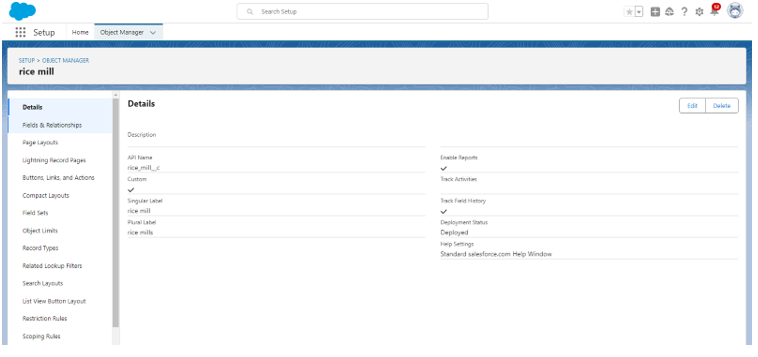 Search Setup
Setup Home Object Manager
SETUP > OBJECT MANAGER
rice mill
Details
Fields & Relationships
Page Layouts
Lightning Record Pages
Buttons, Links, and Actions
Compact Layouts
Field Sets
Object Limits
Record Types
Related Lookup Filters
Search Layouts
List View Button Layout
Restriction Rules
Scoping Rules
Details
Edit Delete
Description
API Name
rice_mill__c
Custom
Singular Label
rice mill
Plural Label
rice mills
Enable Reports
Track Activities
Track Field History
Deployment Status
Deployed
Help Settings
Standard salesforce.com Help Window